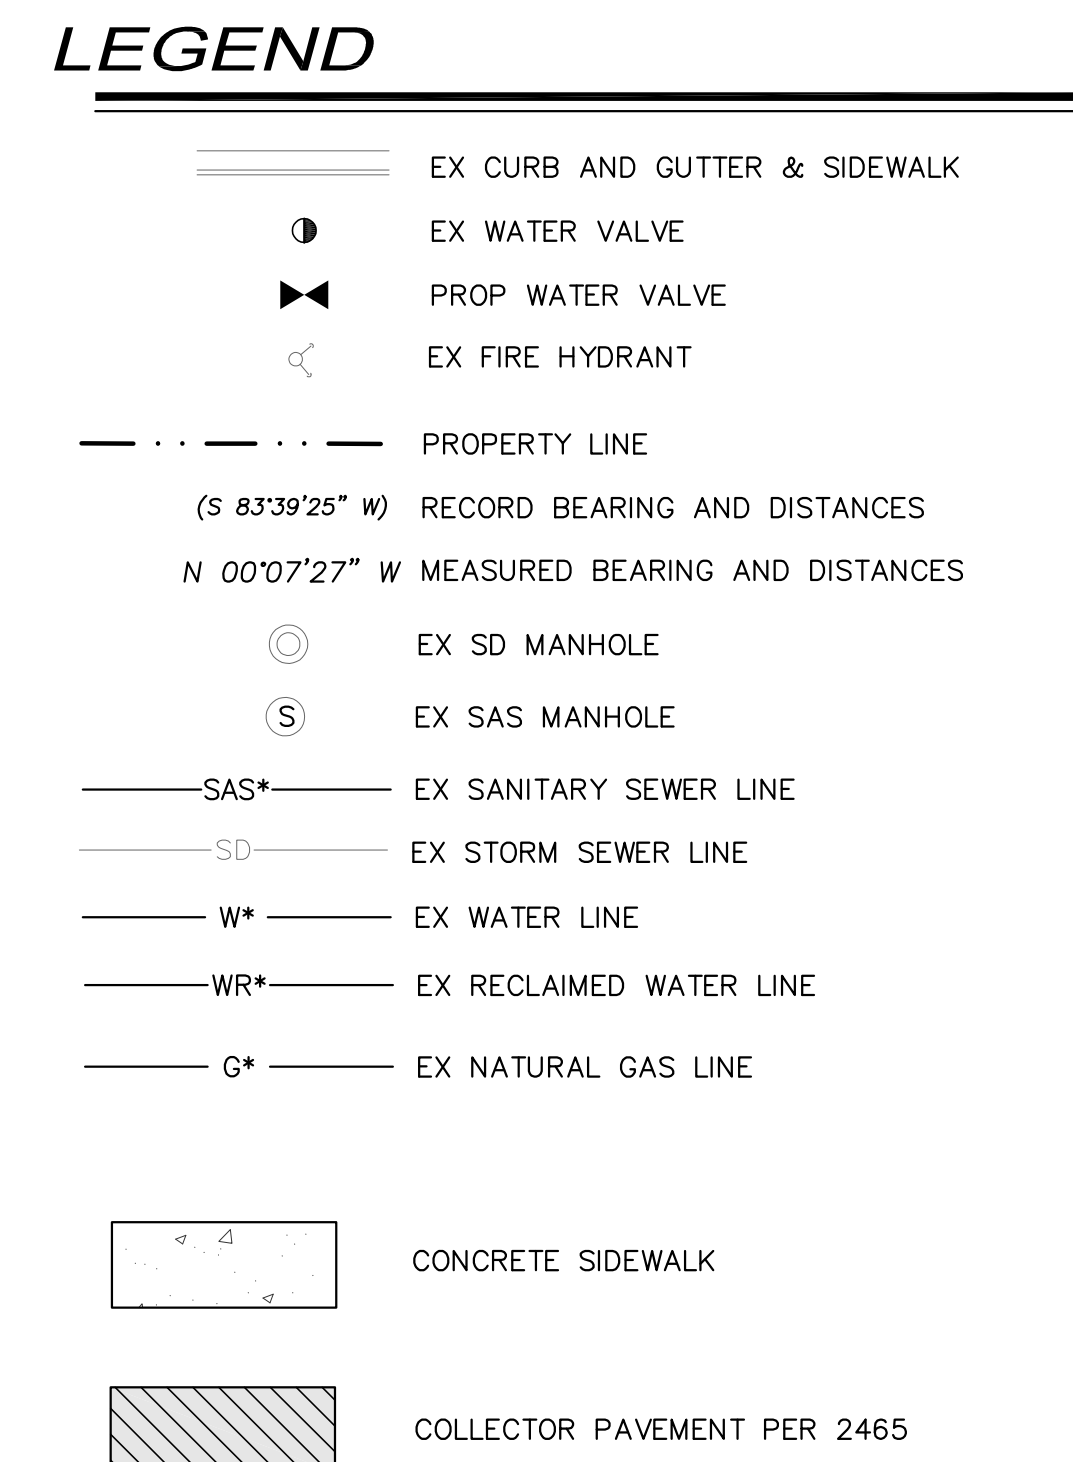 LEGEND
EX CURB AND GUTTER & SIDEWALK
EX WATER VALVE
PROP WATER VALVE
EX FIRE HYDRANT
PROPERTY LINE
(S 83°39'25" W) RECORD BEARING AND DISTANCES
N 00°07'27" W MEASURED BEARING AND DISTANCES
EX SD MANHOLE
S EX SAS MANHOLE
SAS* EX SANITARY SEWER LINE
SD EX STORM SEWER LINE
W* EX WATER LINE
WR* EX RECLAIMED WATER LINE
G* EX NATURAL GAS LINE
CONCRETE SIDEWALK
COLLECTOR PAVEMENT PER 2465